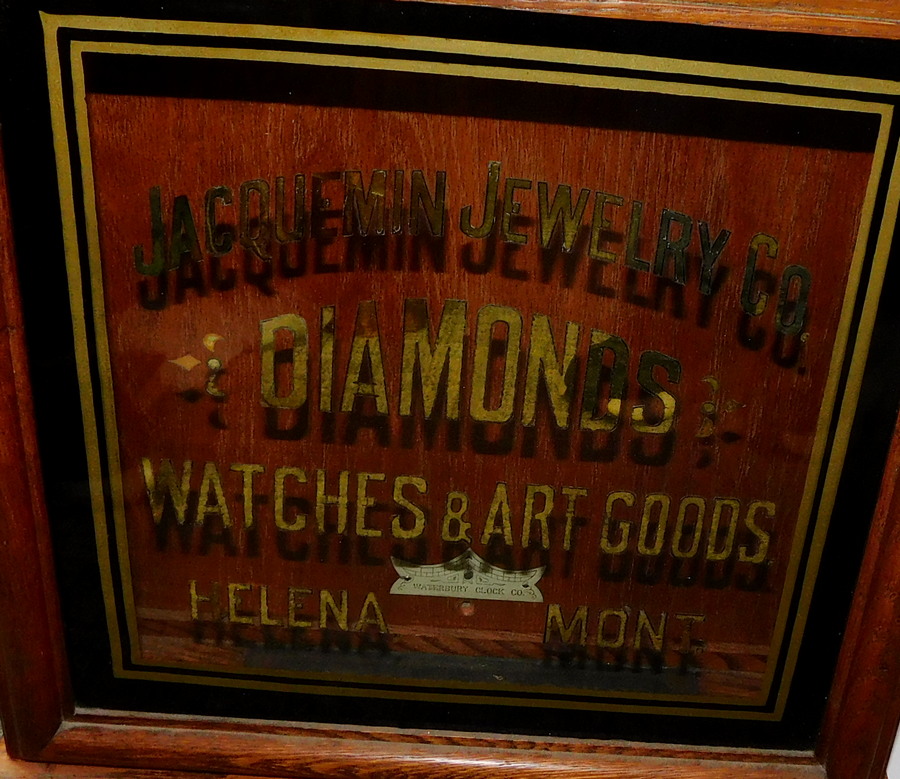 JACQUEMIN JEWELRY CO.
DIAMONDS
WATCHES & ART GOODS.
WATERBURY CLOCK CO.
HELENA MONT